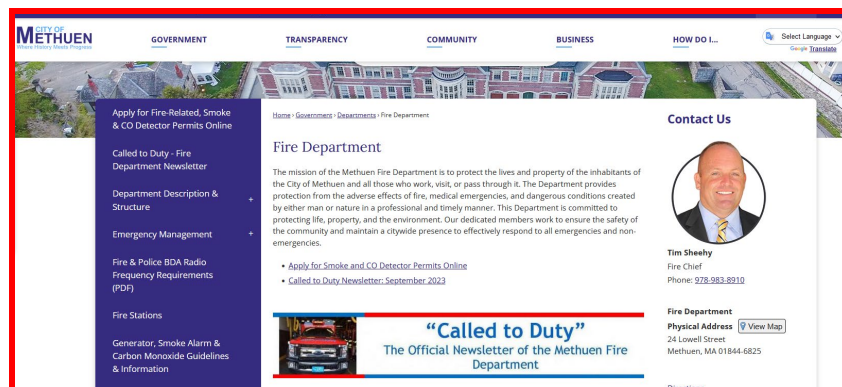 CITY OF
METHUEN
Where History Meets Progress
GOVERNMENT
TRANSPARENCY
COMMUNITY
BUSINESS
HOW DO I...
Select Language
Google Translate
Apply for Fire-Related, Smoke
& CO Detector Permits Online
Called to Duty - Fire
Department Newsletter
Department Description &
Structure +
Emergency Management +
Fire & Police BDA Radio
Frequency Requirements
(PDF)
Fire Stations
Generator, Smoke Alarm &
Carbon Monoxide Guidelines
& Information
Home › Government › Departments › Fire Department
Fire Department
The mission of the Methuen Fire Department is to protect the lives and property of the inhabitants of
the City of Methuen and all those who work, visit, or pass through it. The Department provides
protection from the adverse effects of fire, medical emergencies, and dangerous conditions created
by either man or nature in a professional and timely manner. This Department is committed to
protecting life, property, and the environment. Our dedicated members work to ensure the safety of
the community and maintain a citywide presence to effectively respond to all emergencies and non-
emergencies.
• Apply for Smoke and CO Detector Permits Online
• Called to Duty Newsletter: September 2023
“Called to Duty”
The Official Newsletter of the Methuen Fire
Department
Contact Us
Tim Sheehy
Fire Chief
Phone: 978-983-8910
Fire Department
Physical Address View Map
24 Lowell Street
Methuen, MA 01844-6825